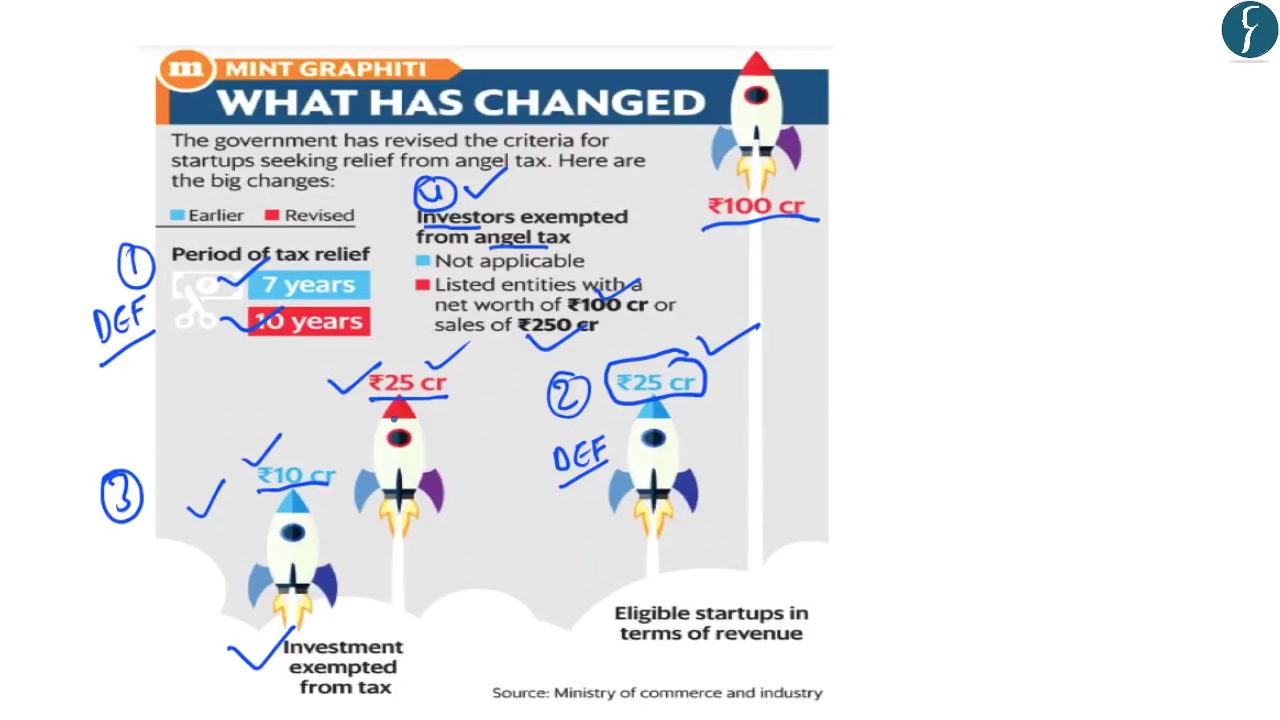 m MINT GRAPHITI
WHAT HAS CHANGED
The government has revised the criteria for
startups seeking relief from angel tax. Here are
the big changes:
Earlier Revised
1
DEF
Period of tax relief
7 years
10 years
4
Investors exempted
from angel tax
Not applicable
Listed entities with a
net worth of ₹100 cr or
sales of ₹250 cr
₹100 cr
2
DEF
₹25 cr
Eligible startups in
terms of revenue
3
₹10 cr
₹25 cr
Investment
exempted
from tax
Source: Ministry of commerce and industry